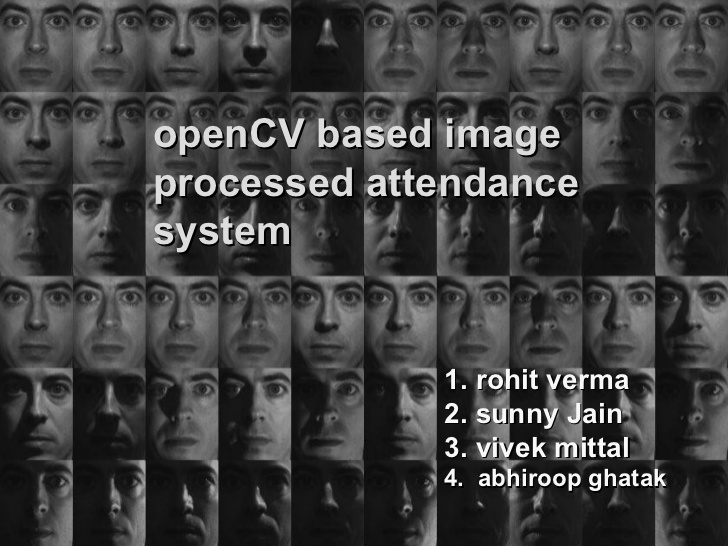 openCV based image
processed attendance
system
1. rohit verma
2. sunny Jain
3. vivek mittal
4. abhiroop ghatak